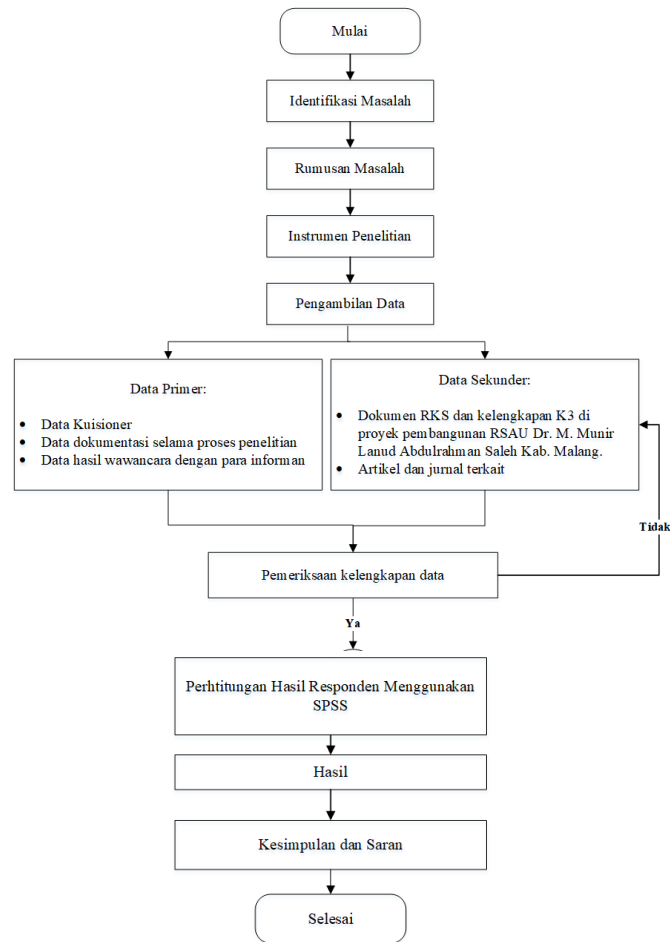 Mulai
Identifikasi Masalah
Rumusan Masalah
Instrumen Penelitian
Pengambilan Data
Data Primer:
• Data Kuisioner
• Data dokumentasi selama proses penelitian
• Data hasil wawancara dengan para informan
Data Sekunder:
• Dokumen RKS dan kelengkapan K3 di
proyek pembangunan RSAU Dr. M. Munir
Lanud Abdulrahman Saleh Kab. Malang.
• Artikel dan jurnal terkait
Tidak
Pemeriksaan kelengkapan data
Ya
Perhtitungan Hasil Responden Menggunakan
SPSS
Hasil
Kesimpulan dan Saran
Selesai